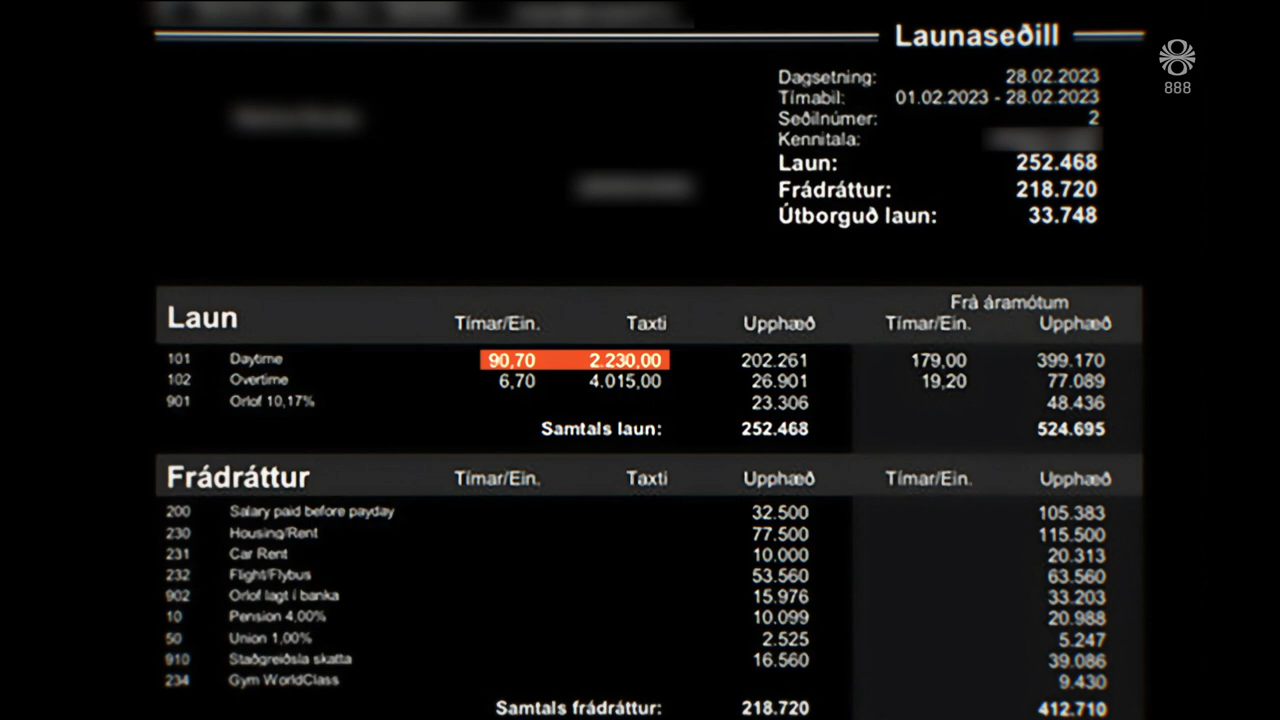 Launaseðill
888
Dagsetning: 28.02.2023
Tímabil: 01.02.2023 - 28.02.2023
Seðilnúmer: 2
Kennitala:
Laun: 252.468
Frádráttur: 218.720
Útborguð laun: 33.748
Frá áramótum
Laun Tímar/Ein. Taxti Upphæð Tímar/Ein. Upphæð
101 Daytime 90,70 2.230,00 202.261 179,00 399.170
102 Overtime 6,70 4.015,00 26.901 19,20 77.089
901 Orlof 10,17% 23.306 48.436
Samtals laun: 252.468 524.695
Frádráttur Tímar/Ein. Taxti Upphæð Tímar/Ein. Upphæð
200 Salary paid before payday 32.500 105.383
230 Housing/Rent 77.500 115.500
231 Car Rent 10.000 20.313
232 Flight/Flybus 53.560 63.560
902 Orlof lagt í banka 15.976 33.203
10 Pension 4,00% 10.099 20.988
50 Union 1,00% 2.525 5.247
910 Staðgreiðsla skatta 16.560 39.086
234 Gym WorldClass 9.430
Samtals frádráttur: 218.720 412.710